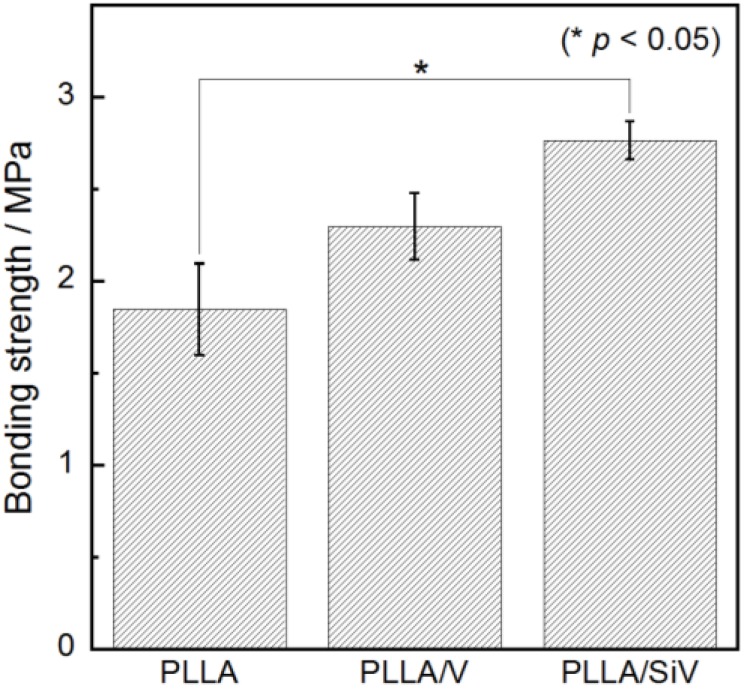 (* p < 0.05)
*
3
2
1
0
Bonding strength / MPa
PLLA
PLLA/V
PLLA/SiV